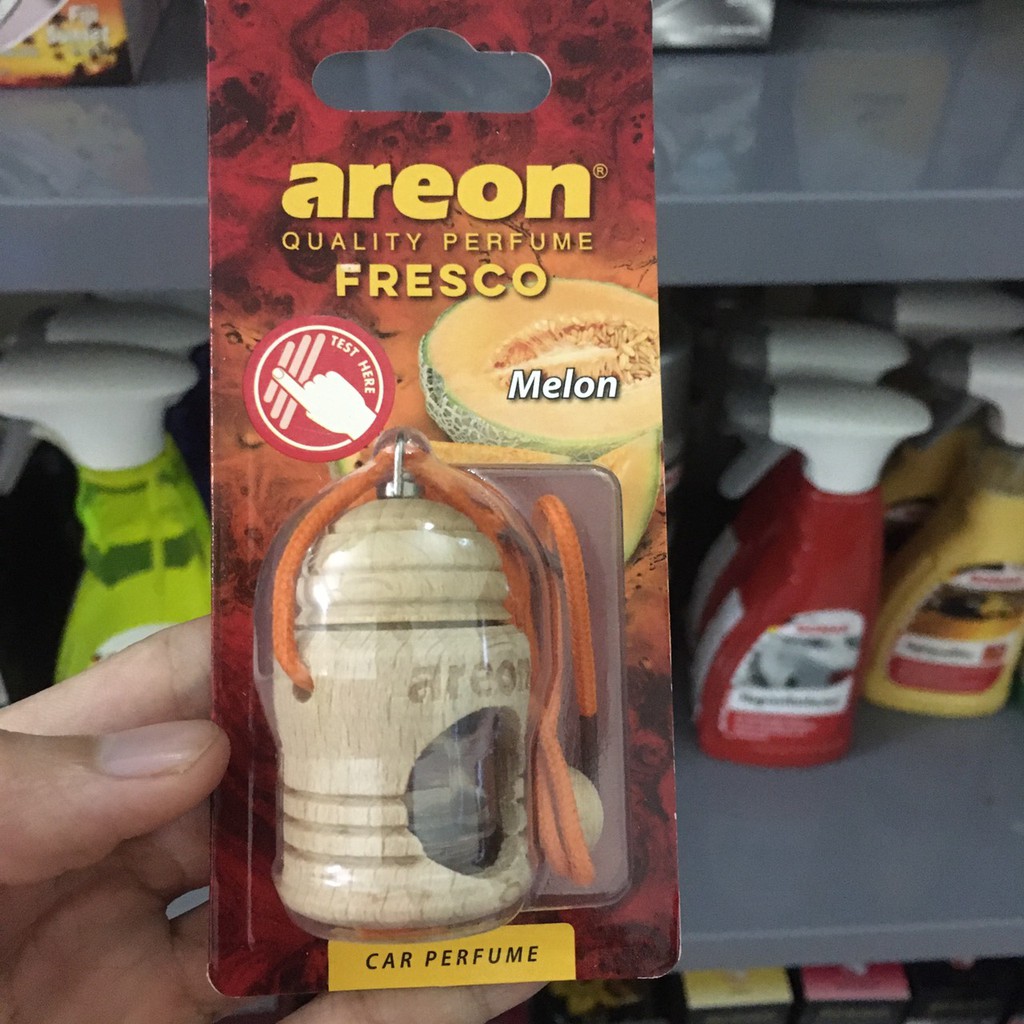 areon®
QUALITY PERFUME
FRESCO
TEST HERE
Melon
areon
CAR PERFUME